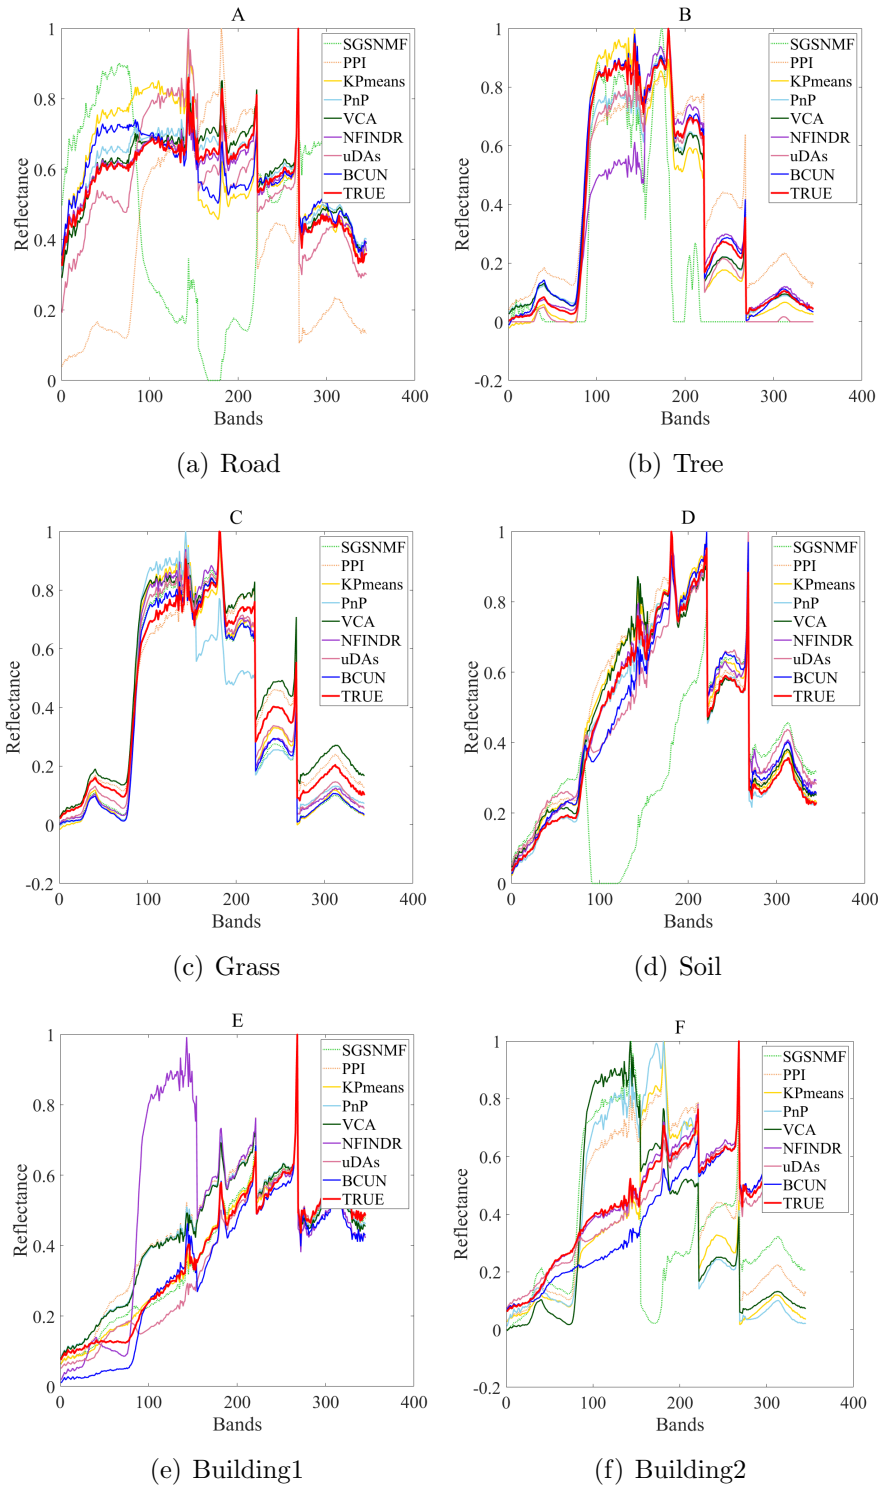 A
1
0.8
0.6
0.4
0.2
0
Reflectance
0 100 200 300 400
Bands
SGSNMF
PPI
KPmeans
PnP
VCA
NFINDR
uDAs
BCUN
TRUE
(a) Road
B
1
0.8
0.6
0.4
0.2
0
-0.2
Reflectance
0 100 200 300 400
Bands
SGSNMF
PPI
KPmeans
PnP
VCA
NFINDR
uDAs
BCUN
TRUE
(b) Tree
C
1
0.8
0.6
0.4
0.2
0
-0.2
Reflectance
0 100 200 300 400
Bands
SGSNMF
PPI
KPmeans
PnP
VCA
NFINDR
uDAs
BCUN
TRUE
(c) Grass
D
1
0.8
0.6
0.4
0.2
0
Reflectance
0 100 200 300 400
Bands
SGSNMF
PPI
KPmeans
PnP
VCA
NFINDR
uDAs
BCUN
TRUE
(d) Soil
E
1
0.8
0.6
0.4
0.2
0
Reflectance
0 100 200 300 400
Bands
SGSNMF
PPI
KPmeans
PnP
VCA
NFINDR
uDAs
BCUN
TRUE
(e) Building1
F
1
0.8
0.6
0.4
0.2
0
-0.2
Reflectance
0 100 200 300 400
Bands
SGSNMF
PPI
KPmeans
PnP
VCA
NFINDR
uDAs
BCUN
TRUE
(f) Building2